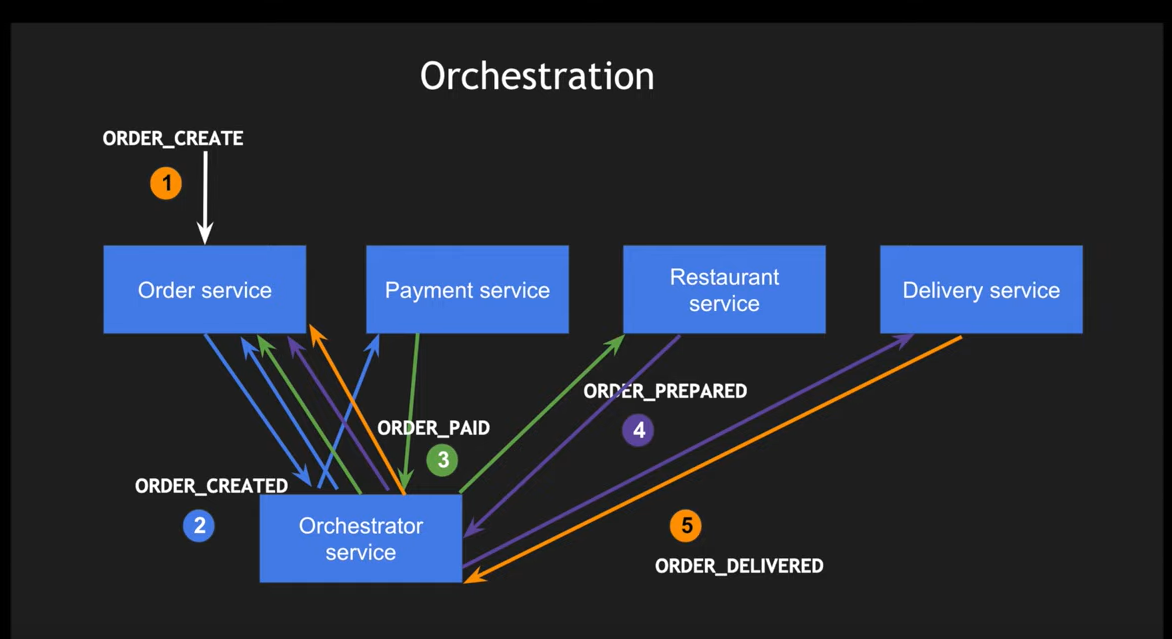 Orchestration
ORDER_CREATE
1
Order service
Payment service
Restaurant
service
Delivery service
ORDER_PREPARED
4
ORDER_PAID
3
ORDER_CREATED
2
Orchestrator
service
5
ORDER_DELIVERED